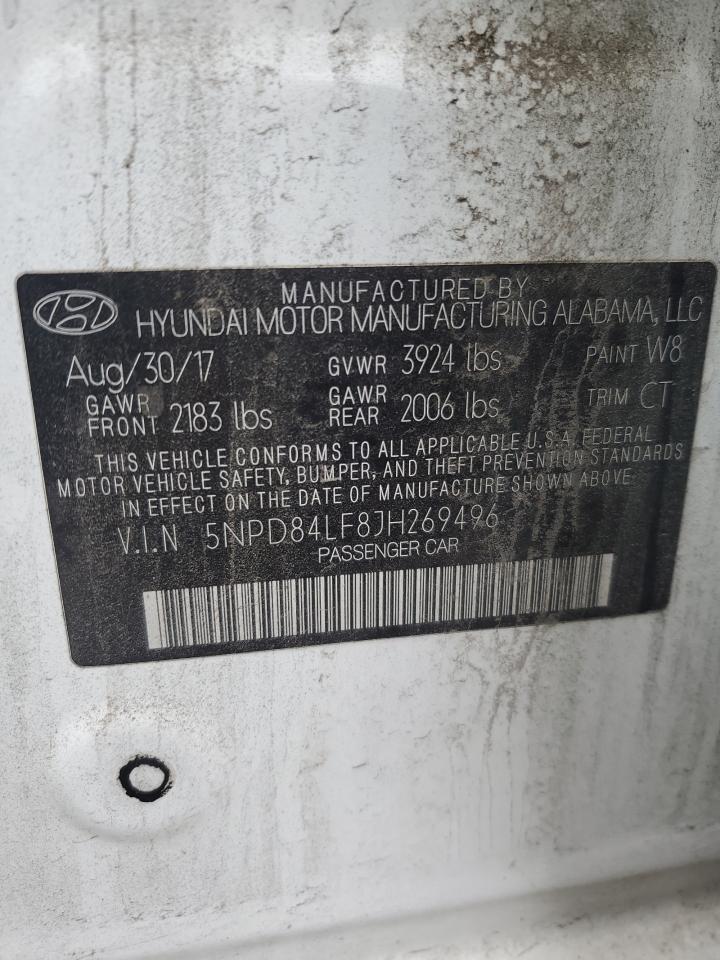 MANUFACTURED BY
HYUNDAI MOTOR MANUFACTURING ALABAMA, LLC
Aug/30/17 GVWR 3924 lbs PAINT W8
GAWR FRONT 2183 lbs GAWR REAR 2006 lbs TRIM CT
THIS VEHICLE CONFORMS TO ALL APPLICABLE U.S.A. FEDERAL
MOTOR VEHICLE SAFETY, BUMPER, AND THEFT PREVENTION STANDARDS
IN EFFECT ON THE DATE OF MANUFACTURE SHOWN ABOVE.
V.I.N 5NPD84LF8JH269496
PASSENGER CAR